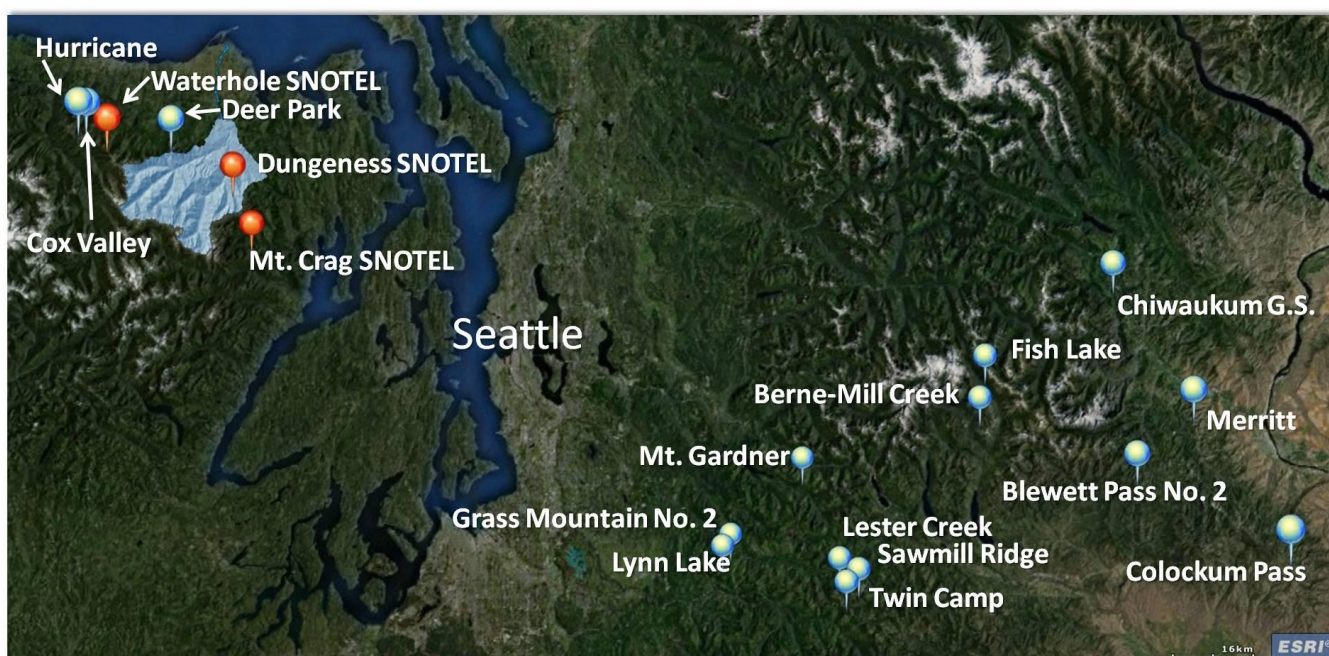 Hurricane
Waterhole SNOTEL
Deer Park
Dungeness SNOTEL
Cox Valley
Mt. Crag SNOTEL
Seattle
Chiwaukum G.S.
Fish Lake
Berne-Mill Creek
Merritt
Mt. Gardner
Blewett Pass No. 2
Grass Mountain No. 2
Lester Creek
Sawmill Ridge
Lynn Lake
Colockum Pass
Twin Camp
16km
ESRI